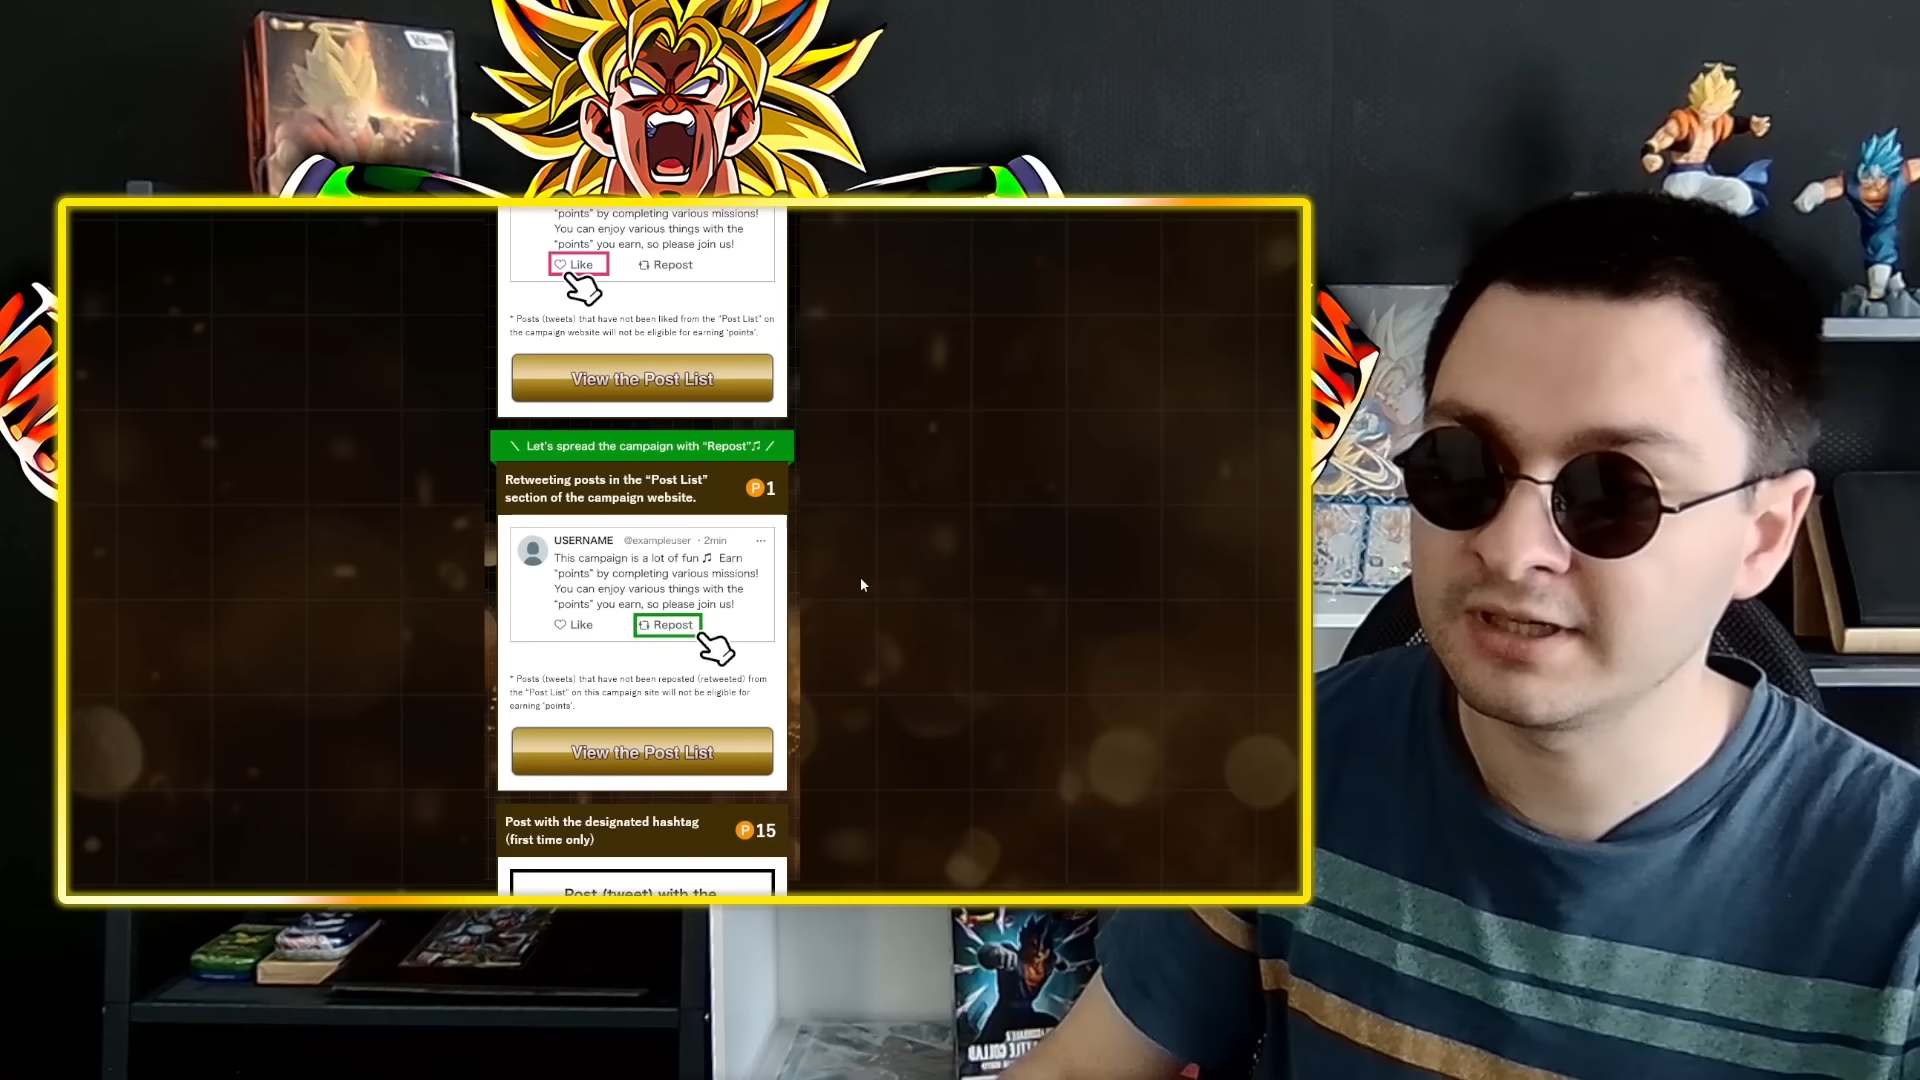 “points” by completing various missions!
You can enjoy various things with the
“points” you earn, so please join us!
Like
Repost
* Posts (tweets) that have not been liked from the “Post List” on
the campaign website will not be eligible for earning ‘points’.
View the Post List
\ Let's spread the campaign with “Repost”♫ /
Retweeting posts in the “Post List”
section of the campaign website.
P 1
USERNAME @exampleuser · 2min ...
This campaign is a lot of fun ♫ Earn
“points” by completing various missions!
You can enjoy various things with the
“points” you earn, so please join us!
Like
Repost
* Posts (tweets) that have not been reposted (retweeted) from
the “Post List” on this campaign site will not be eligible for
earning ‘points’.
View the Post List
Post with the designated hashtag
(first time only)
P 15
Post (tweet) with the